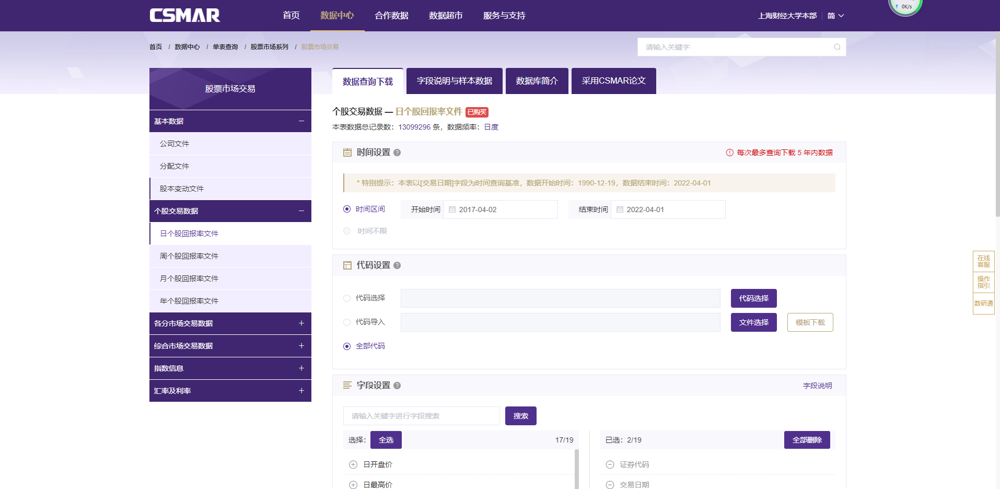 CSMAR 首页 数据中心 合作数据 数据超市 服务与支持 上海财经大学本部 简
0K/s
首页 / 数据中心 / 单表查询 / 股票市场系列 / 股票市场交易 请输入关键字
股票市场交易
基本数据
公司文件
分配文件
股本变动文件
个股交易数据
日个股回报率文件
周个股回报率文件
月个股回报率文件
年个股回报率文件
各分市场交易数据
综合市场交易数据
指数信息
汇率及利率
数据查询下载 字段说明与样本数据 数据库简介 采用CSMAR论文
个股交易数据 — 日个股回报率文件 已购买
本表数据总记录数：13099296 条，数据频率：日度
时间设置 ? 每次最多查询下载 5 年内数据
* 特别提示：本表以[交易日期]字段为时间查询基准，数据开始时间：1990-12-19，数据结束时间：2022-04-01
时间区间 开始时间 2017-04-02 结束时间 2022-04-01
时间不限
代码设置 ?
代码选择 代码选择
代码导入 文件选择 模板下载
全部代码
字段设置 ? 字段说明
请输入关键字进行字段搜索 搜索
选择： 全选 17/19 已选：2/19 全部删除
日开盘价 证券代码
日最高价 交易日期
在线
客服
操作
指引
数研通